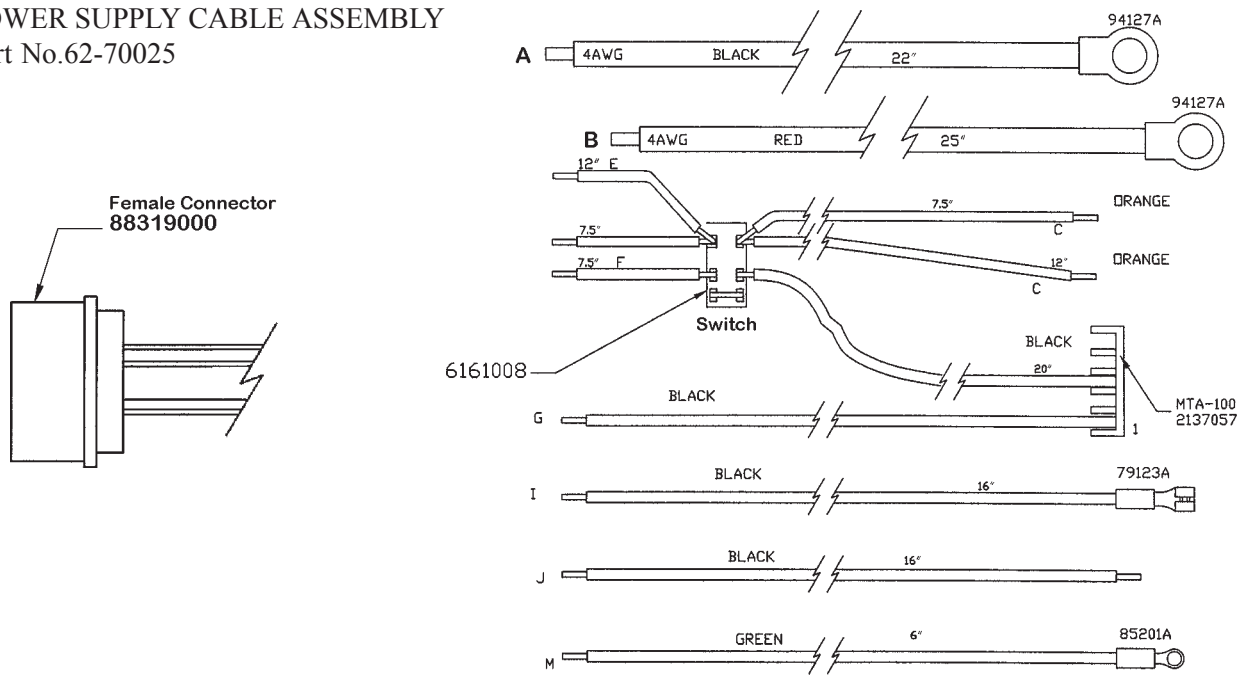 OWER SUPPLY CABLE ASSEMBLY
rt No.62-70025
94127A
A 4AWG BLACK 22"
94127A
B 4AWG RED 25"
12" E
Female Connector
88319000
7.5" ORANGE
7.5" C
7.5" F 12" ORANGE
C
Switch
BLACK
6161008 20"
BLACK
MTA-100
2137057
G 1
BLACK 79123A
I 16"
BLACK 16"
J
GREEN 6" 85201A
M